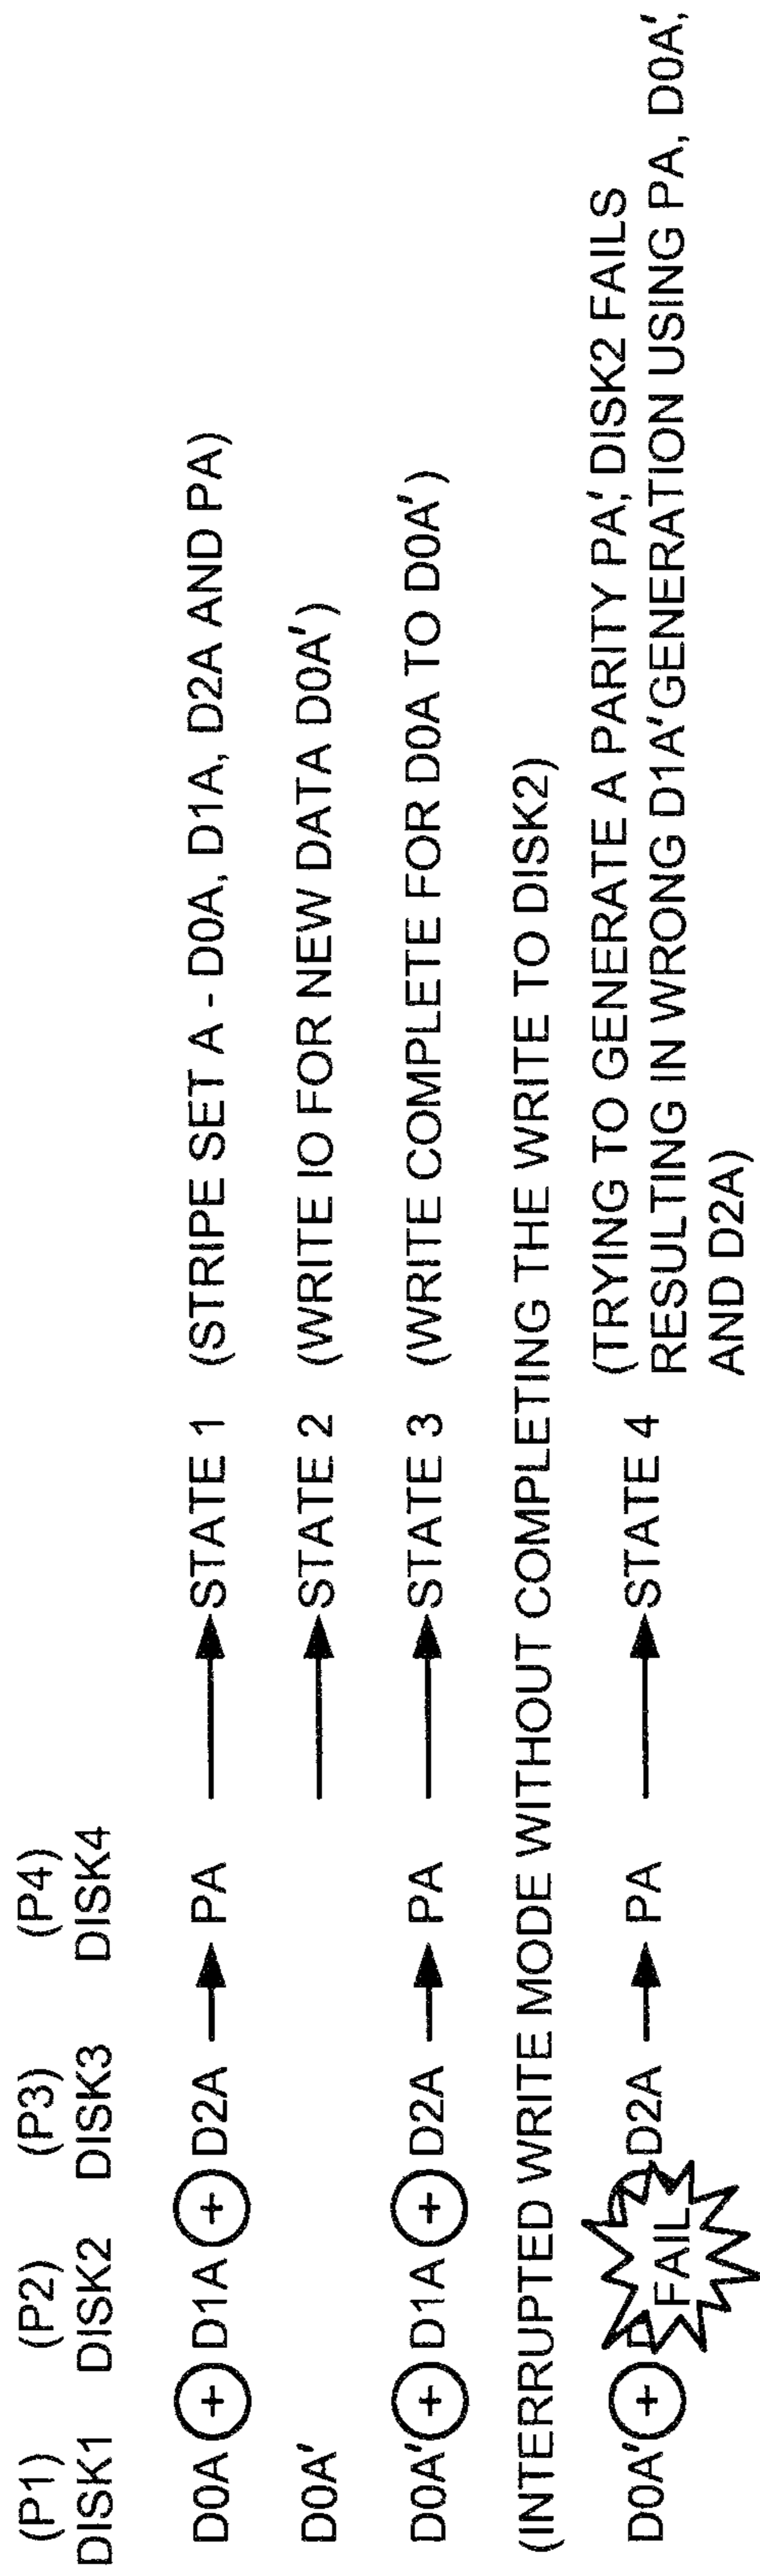 (P1) (P2) (P3) (P4)
DISK1 DISK2 DISK3 DISK4
D0A + D1A + D2A PA STATE 1 (STRIPE SET A - D0A, D1A, D2A AND PA)
D0A' STATE 2 (WRITE IO FOR NEW DATA D0A')
D0A' + D1A + D2A PA STATE 3 (WRITE COMPLETE FOR D0A TO D0A')
(INTERRUPTED WRITE MODE WITHOUT COMPLETING THE WRITE TO DISK2)
D0A' + D FAIL D2A PA STATE 4 (TRYING TO GENERATE A PARITY PA', DISK2 FAILS
RESULTING IN WRONG D1A' GENERATION USING PA, D0A',
AND D2A)